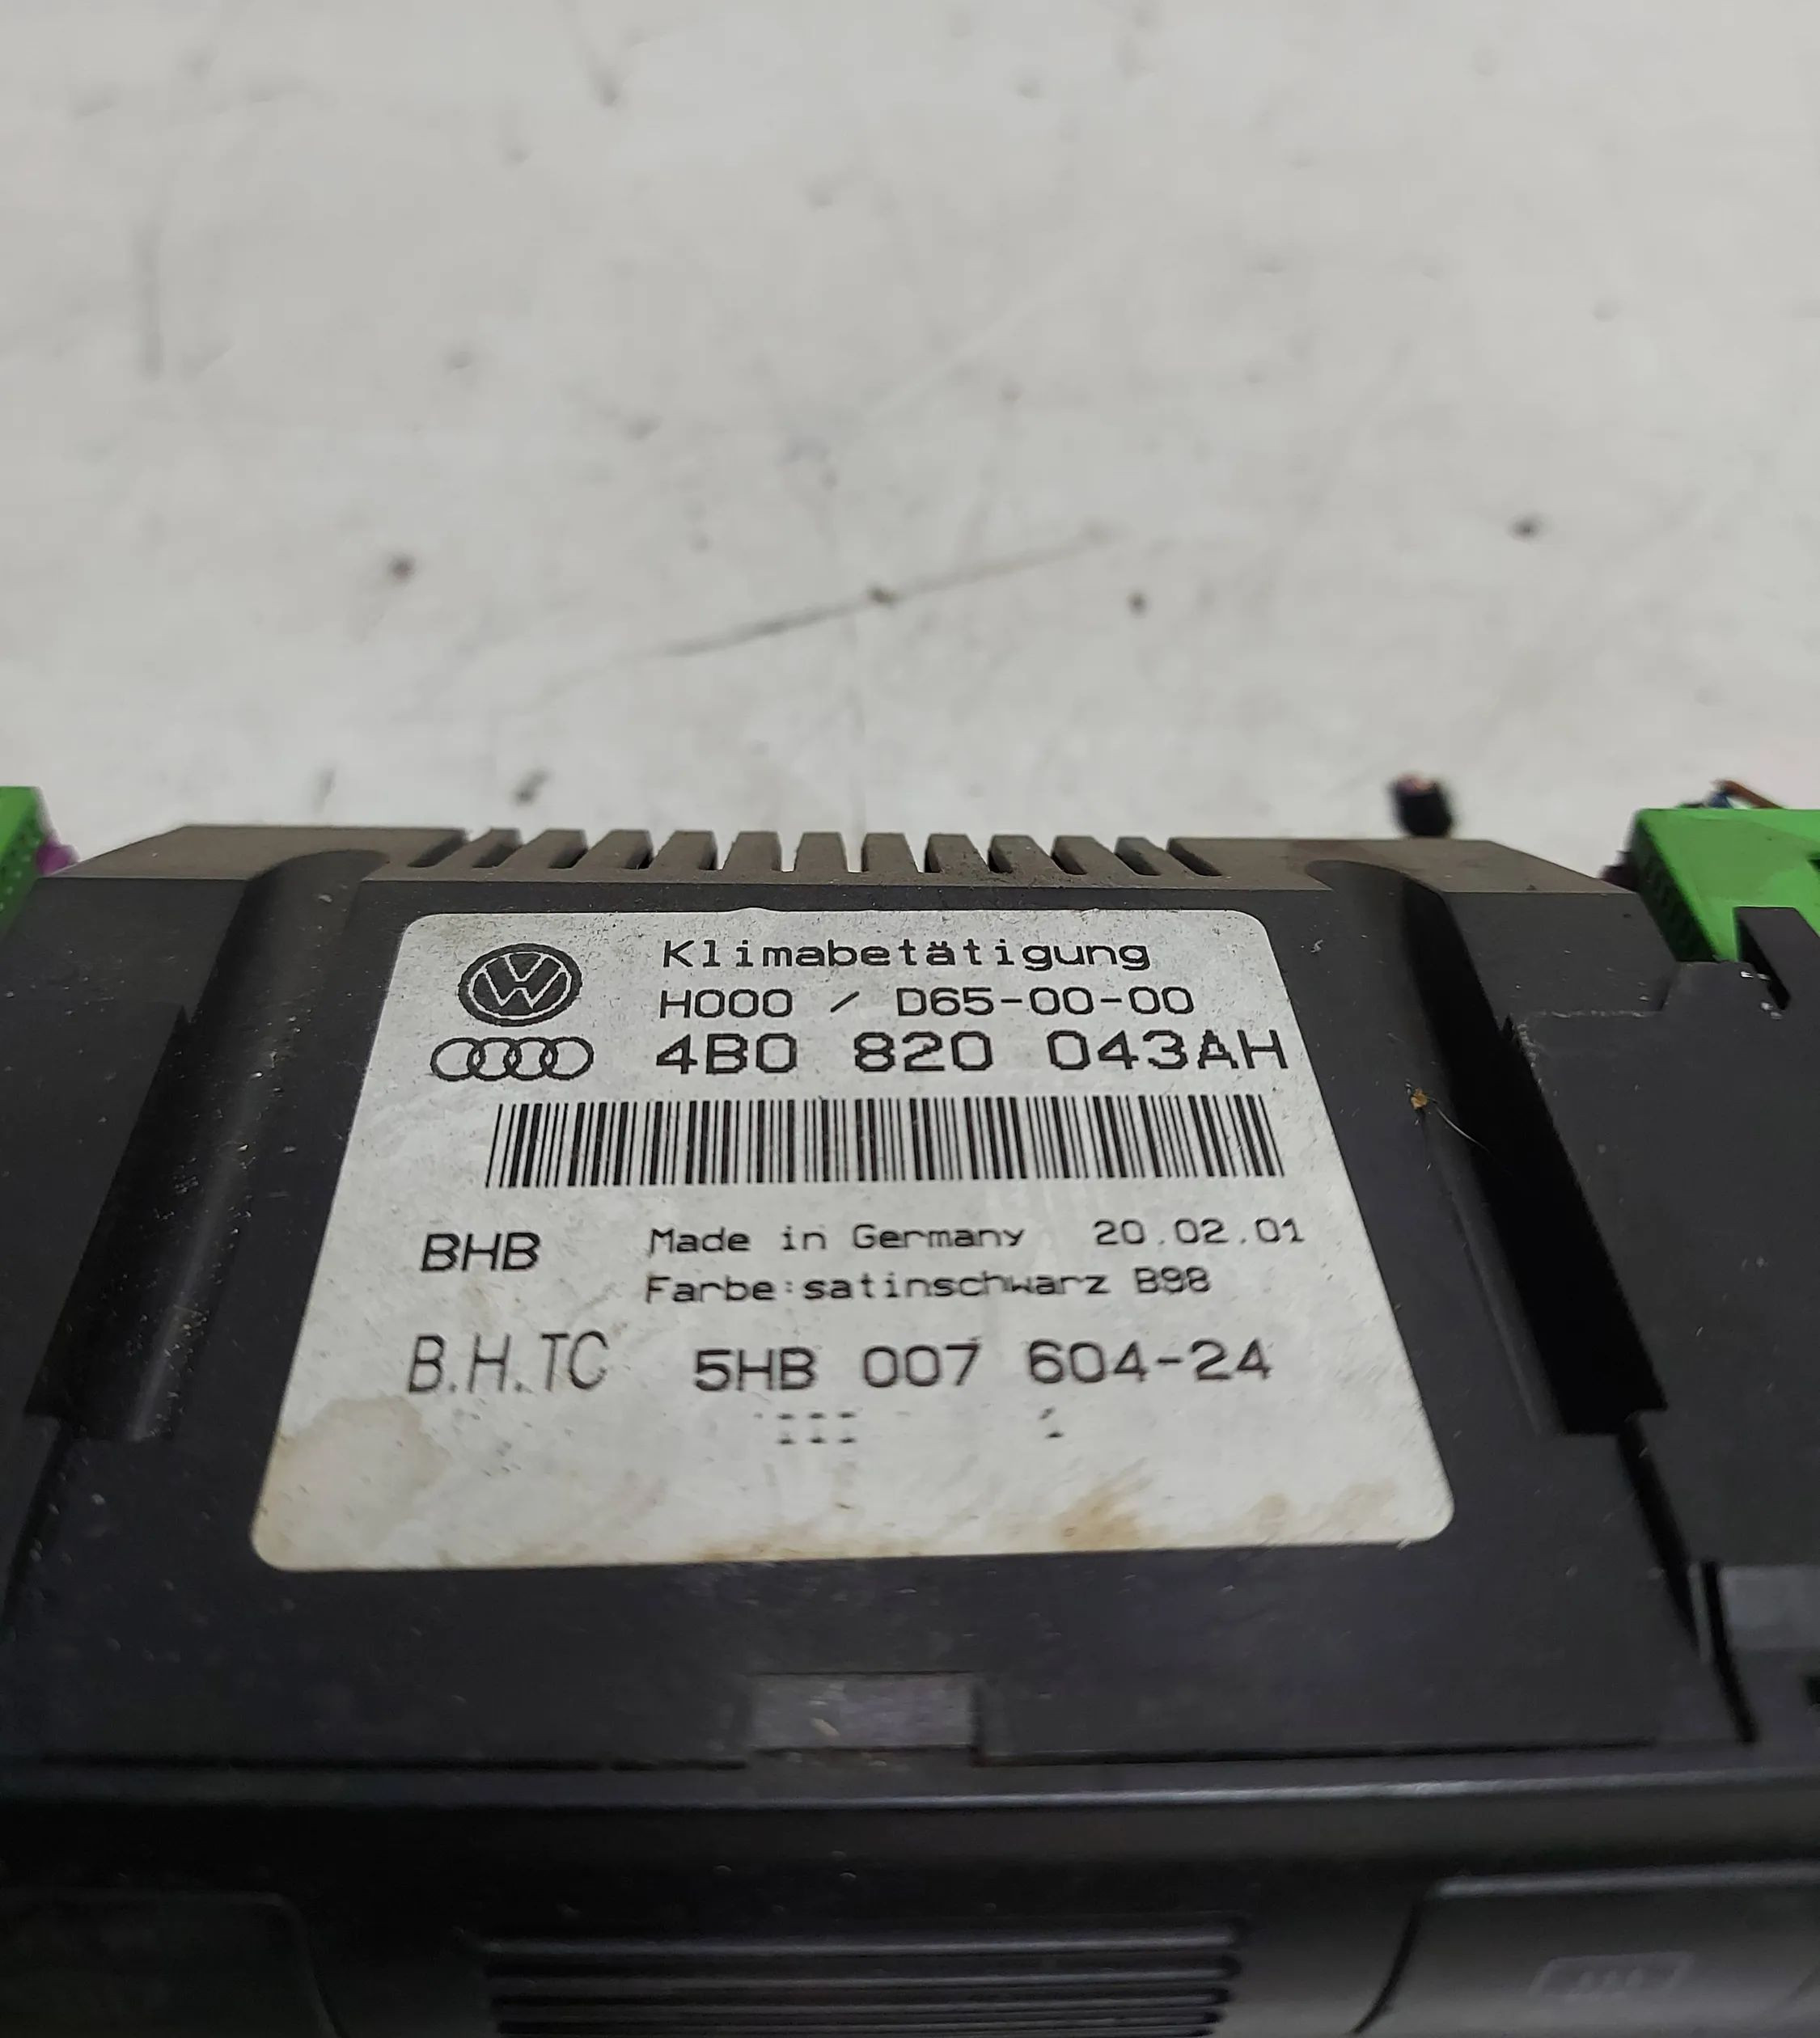 Klimabetätigung
H000 / D65-00-00
4B0 820 043AH
BHB Made in Germany 20.02.01
Farbe:satinschwarz B98
B.H.TC 5HB 007 604-24